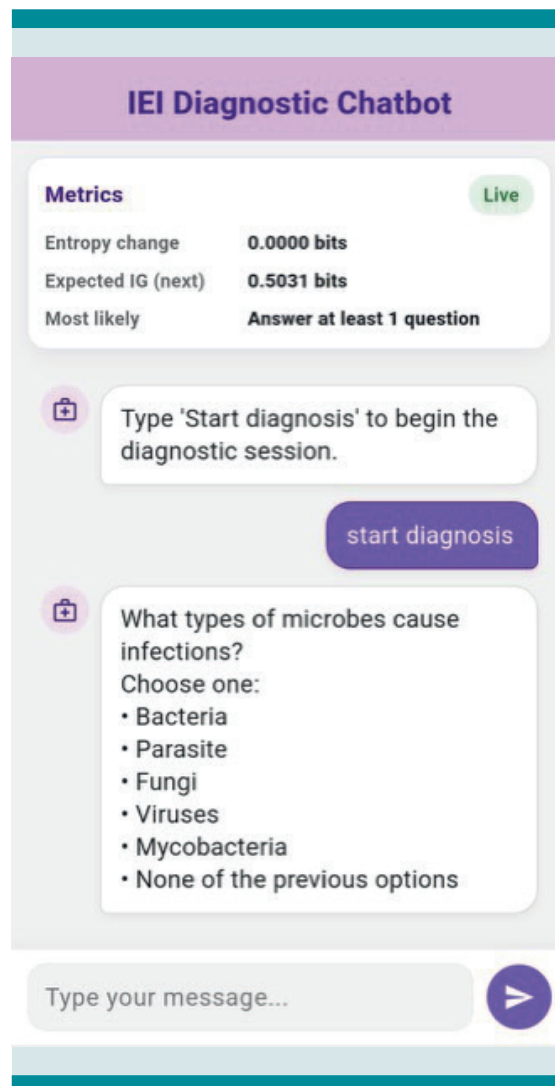 IEI Diagnostic Chatbot
Metrics
Live
Entropy change 0.0000 bits
Expected IG (next) 0.5031 bits
Most likely Answer at least 1 question
Type 'Start diagnosis' to begin the
diagnostic session.
start diagnosis
What types of microbes cause
infections?
Choose one:
• Bacteria
• Parasite
• Fungi
• Viruses
• Mycobacteria
• None of the previous options
Type your message...